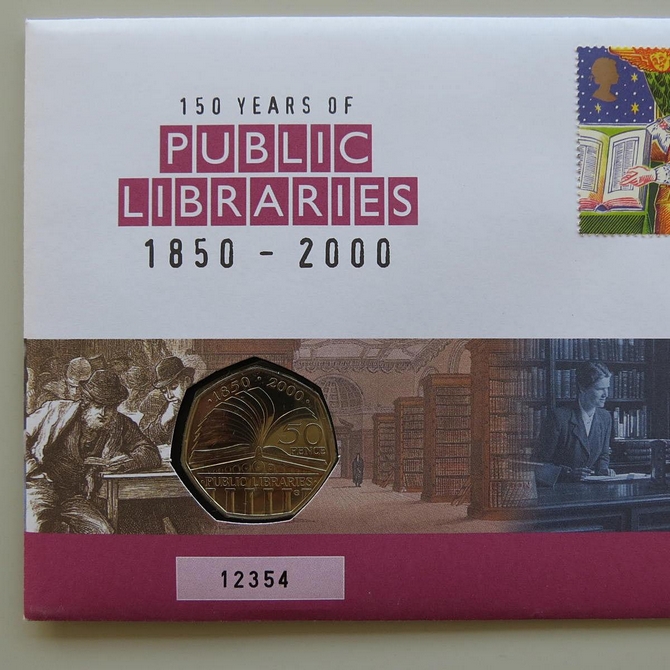 150 YEARS OF
PUBLIC
LIBRARIES
1850 - 2000
1850 · 2000
50
PENCE
PUBLIC LIBRARIES
12354